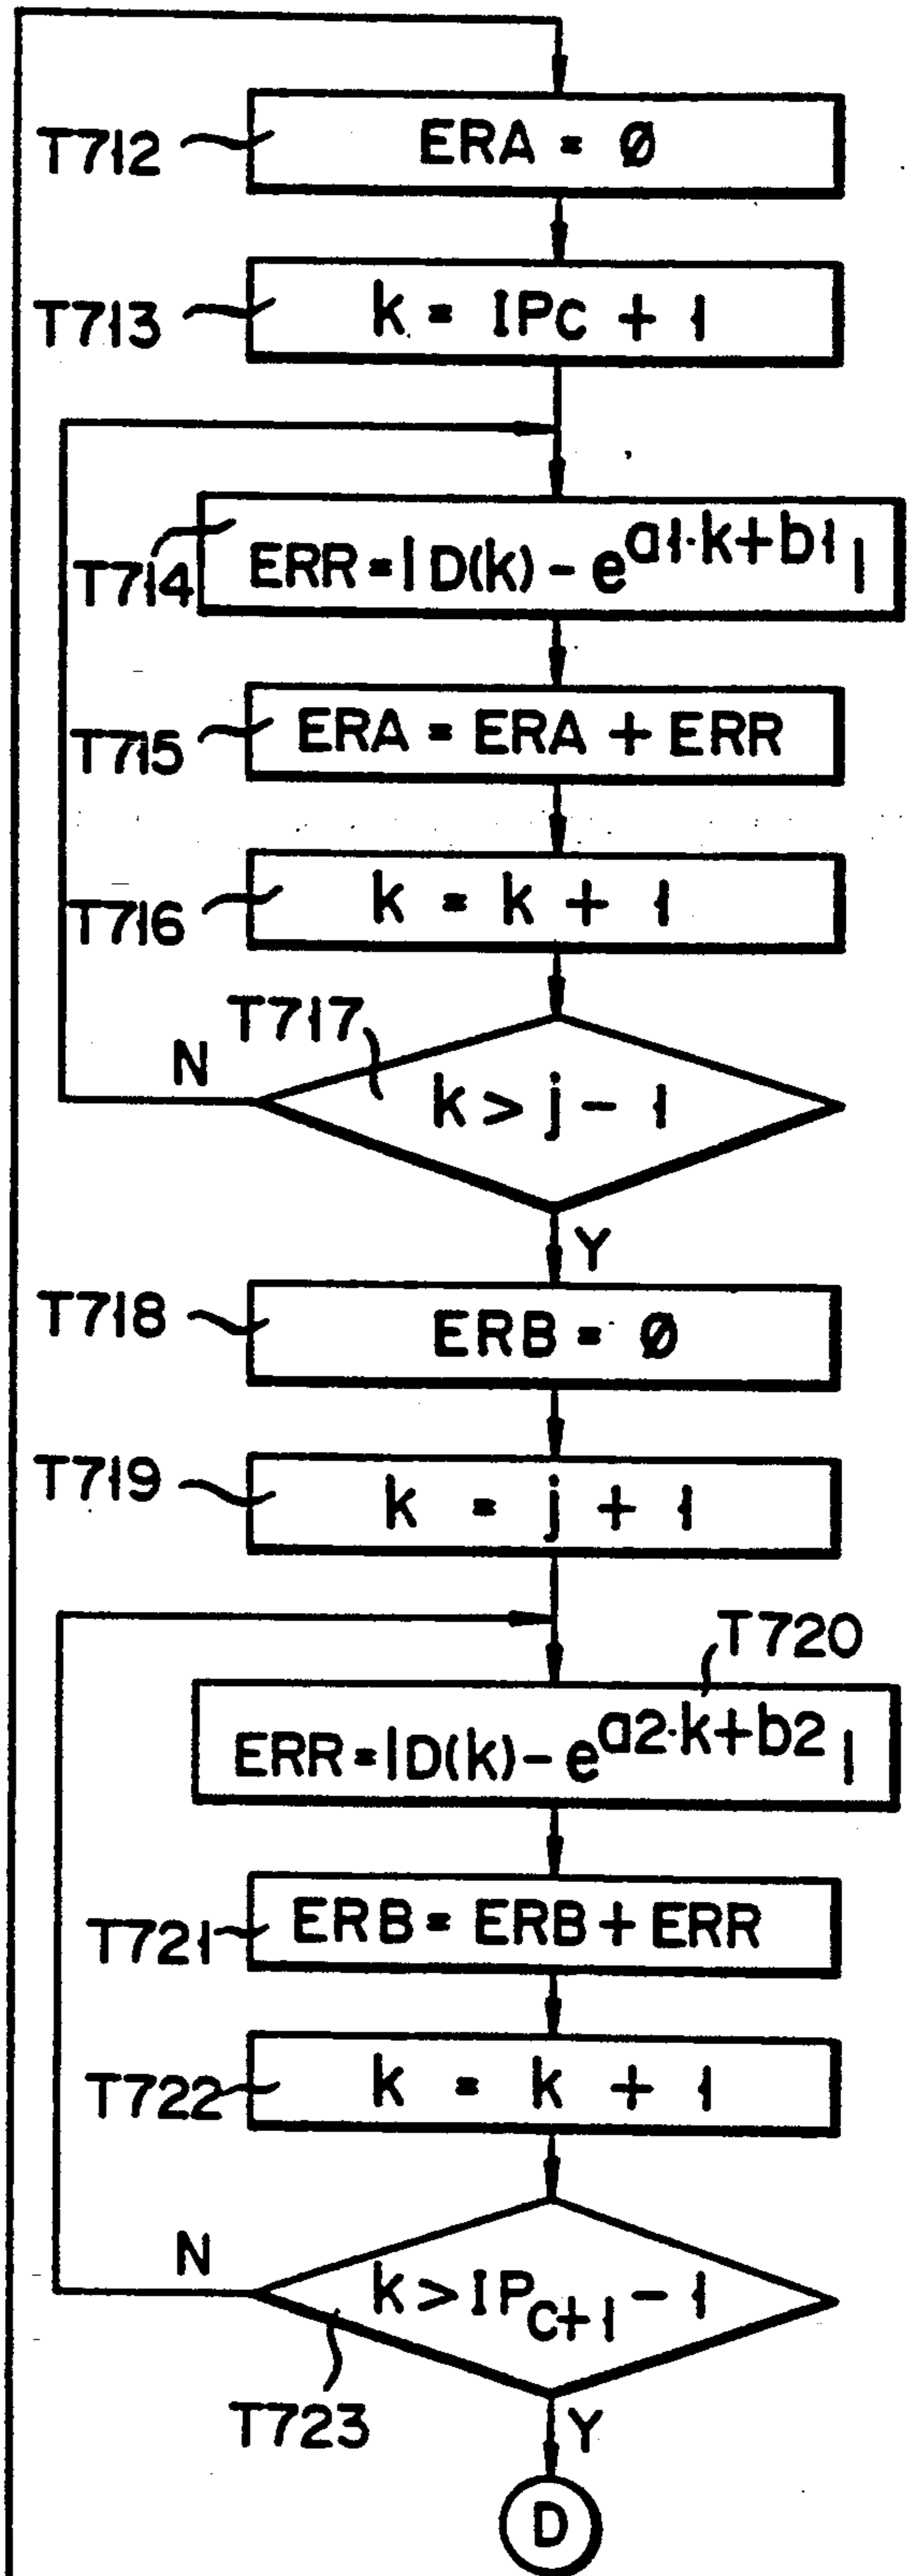 T712
ERA = Ø
T713
k = IPC + 1
T714
ERR = |D(k) - e^{a1·k+b1}|
T715
ERA = ERA + ERR
T716
k = k + 1
T717
k > j - 1
N
Y
T718
ERB = Ø
T719
k = j + 1
T720
ERR = |D(k) - e^{a2·k+b2}|
T721
ERB = ERB + ERR
T722
k = k + 1
N
k > IP_{C+1} - 1
T723
Y
D